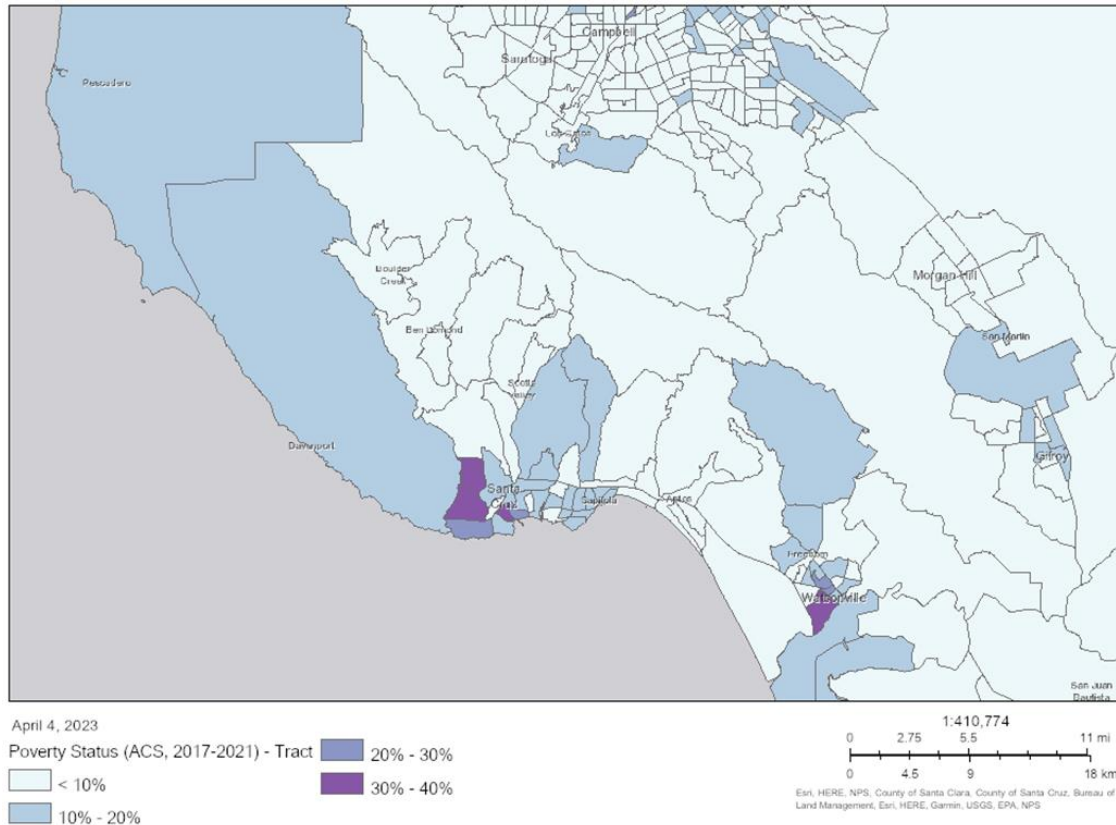 Campbell
Saratoga
Pescadero
Los Gatos
Boulder
Creek
Morgan Hill
Ben Lomond
San Martin
Scotts
Valley
Davenport
Gilroy
Santa
Cruz
Capitola
Aptos
Freedom
Watsonville
San Juan
Bautista
April 4, 2023
1:410,774
Poverty Status (ACS, 2017-2021) - Tract
20% - 30%
0 2.75 5.5 11 mi
< 10%
30% - 40%
0 4.5 9 18 km
10% - 20%
Esri, HERE, NPS, County of Santa Clara, County of Santa Cruz, Bureau of
Land Management, Esri, HERE, Garmin, USGS, EPA, NPS